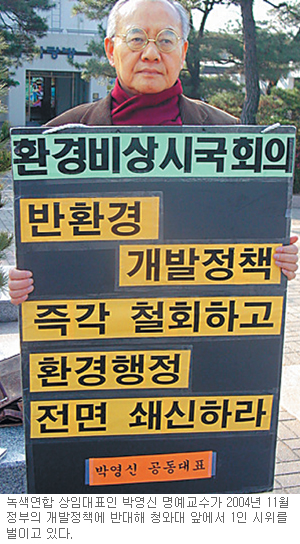 환경비상시국회의
반환경
개발정책
즉각 철회하고
환경행정
전면 쇄신하라
박영신 공동대표
녹색연합 상임대표인 박영신 명예교수가 2004년 11월
정부의 개발정책에 반대해 청와대 앞에서 1인 시위를
벌이고 있다.